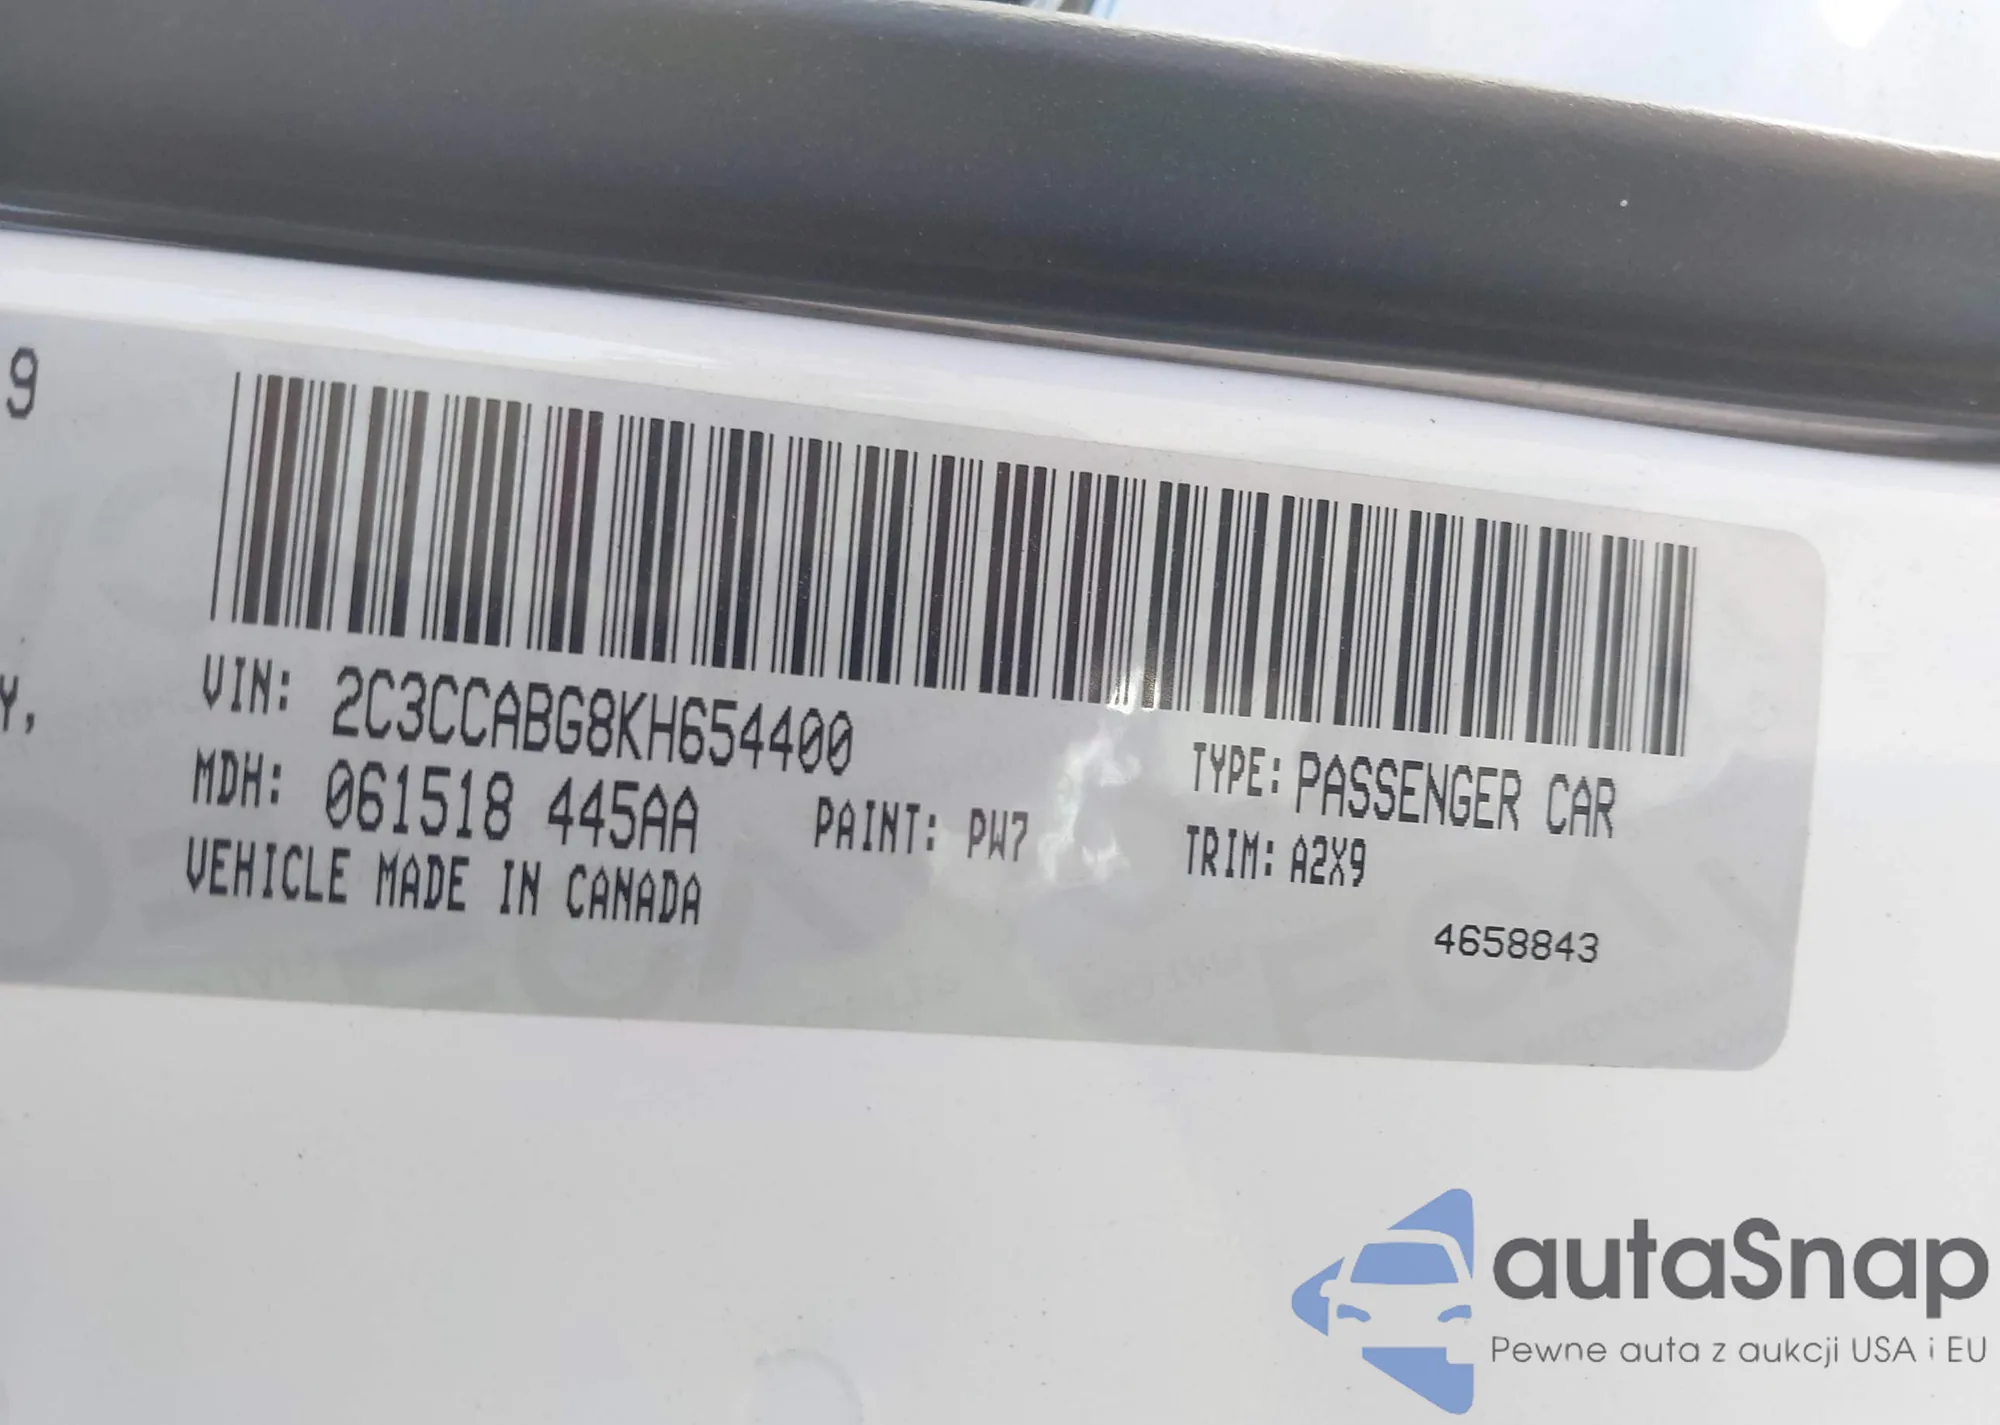 9
Y,
VIN: 2C3CCABG8KH654400
MDH: 061518 445AA
PAINT: PW7
VEHICLE MADE IN CANADA
TYPE: PASSENGER CAR
TRIM: A2X9
4658843
autaSnap
Pewne auta z aukcji USA i EU